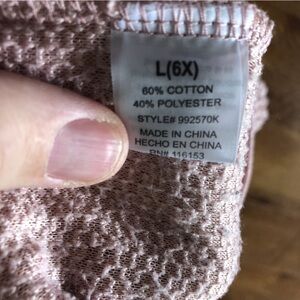 L(6X)
60% COTTON
40% POLYESTER
STYLE# 992570K
MADE IN CHINA
HECHO EN CHINA
RN# 116153